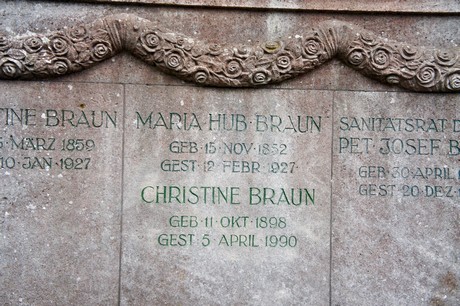 TINE BRAUN
MÄRZ 1859
10·JAN·1927
MARIA HUB·BRAUN
GEB·15·NOV·1852
GEST·12·FEBR·1927
CHRISTINE BRAUN
GEB·11·OKT·1898
GEST·5·APRIL·1990
SANITÄTSRAT·D
PET·JOSEF·B
GEB·30·APRIL
GEST·20·DEZ